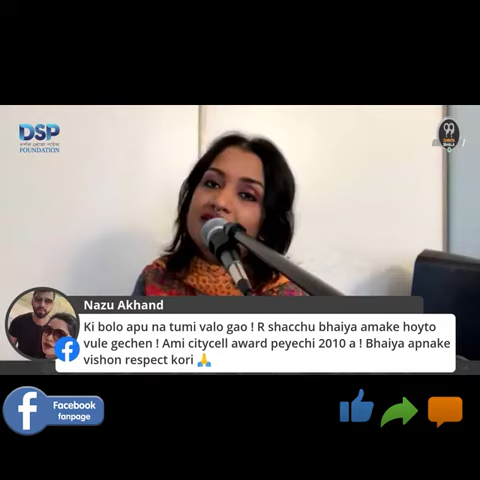 DSP
FOUNDATION
Nazu Akhand
Ki bolo apu na tumi valo gao ! R shacchu bhaiya amake hoyto
vule gechen ! Ami citycell award peyechi 2010 a ! Bhaiya apnake
vishon respect kori 🙏
Facebook
fanpage